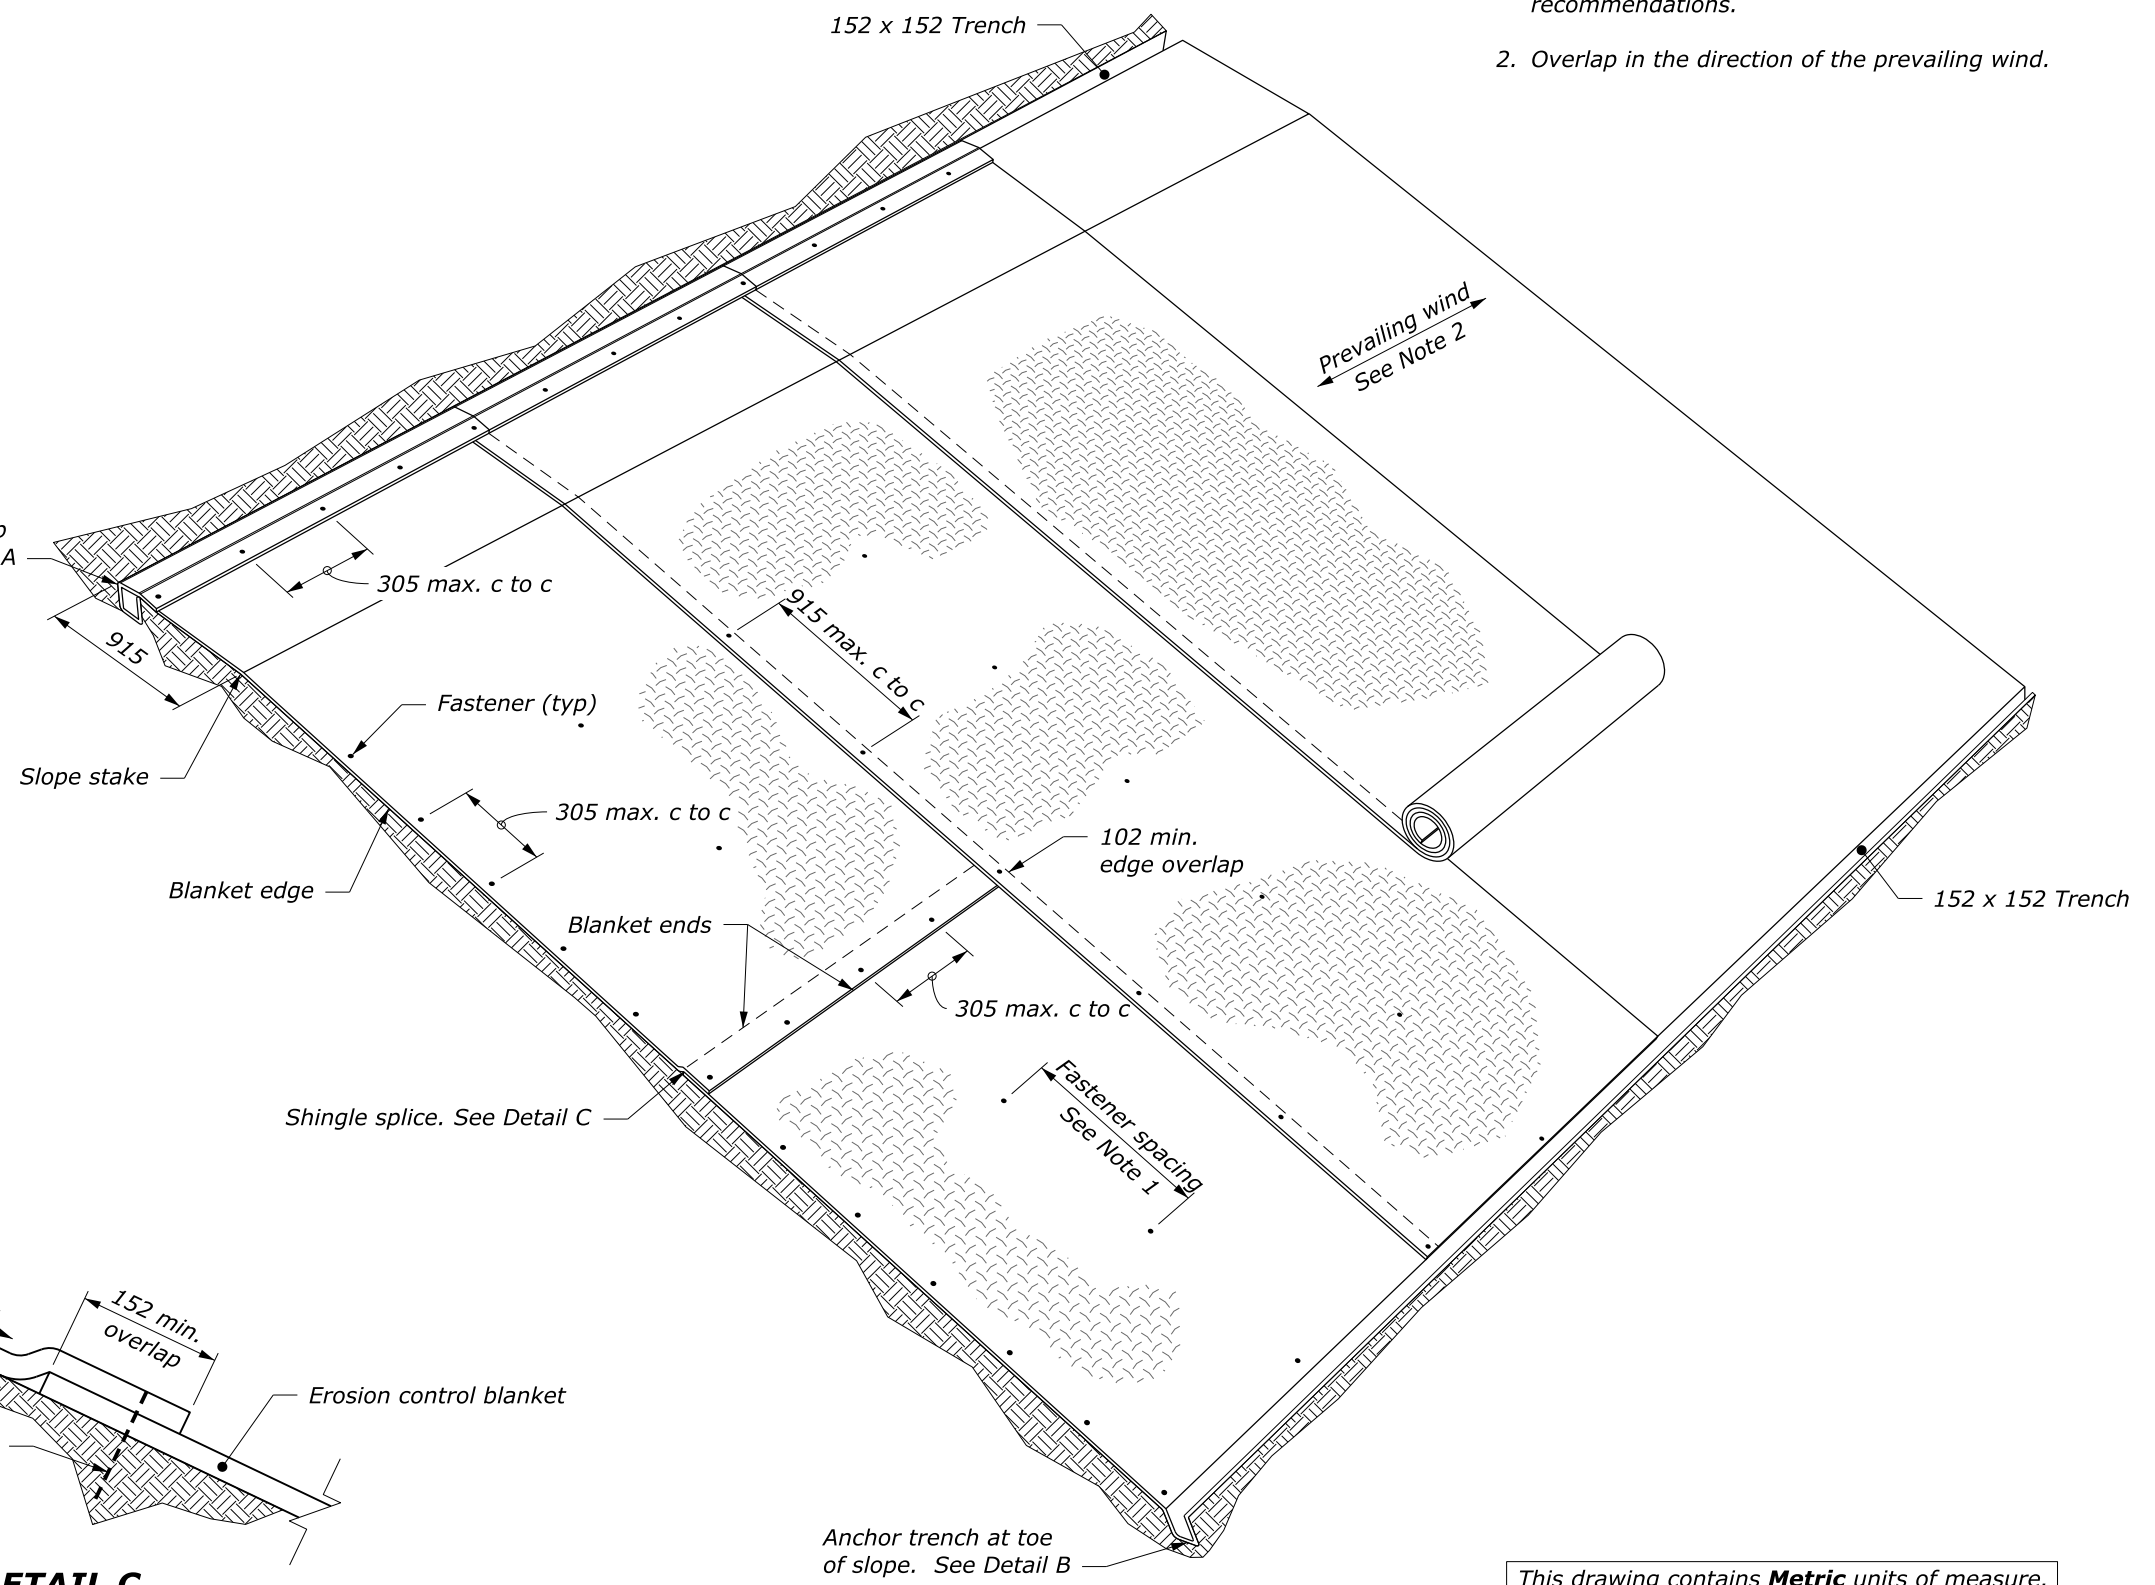 recommendations.
2. Overlap in the direction of the prevailing wind.
152 x 152 Trench
Prevailing wind
See Note 2
A
305 max. c to c
915 max. c to c
915
Fastener (typ)
Slope stake
305 max. c to c
102 min.
edge overlap
Blanket edge
Blanket ends
152 x 152 Trench
305 max. c to c
Fastener spacing
See Note 1
Shingle splice. See Detail C
152 min.
overlap
Erosion control blanket
Anchor trench at toe
of slope. See Detail B
ETAIL C
This drawing contains Metric units of measure.